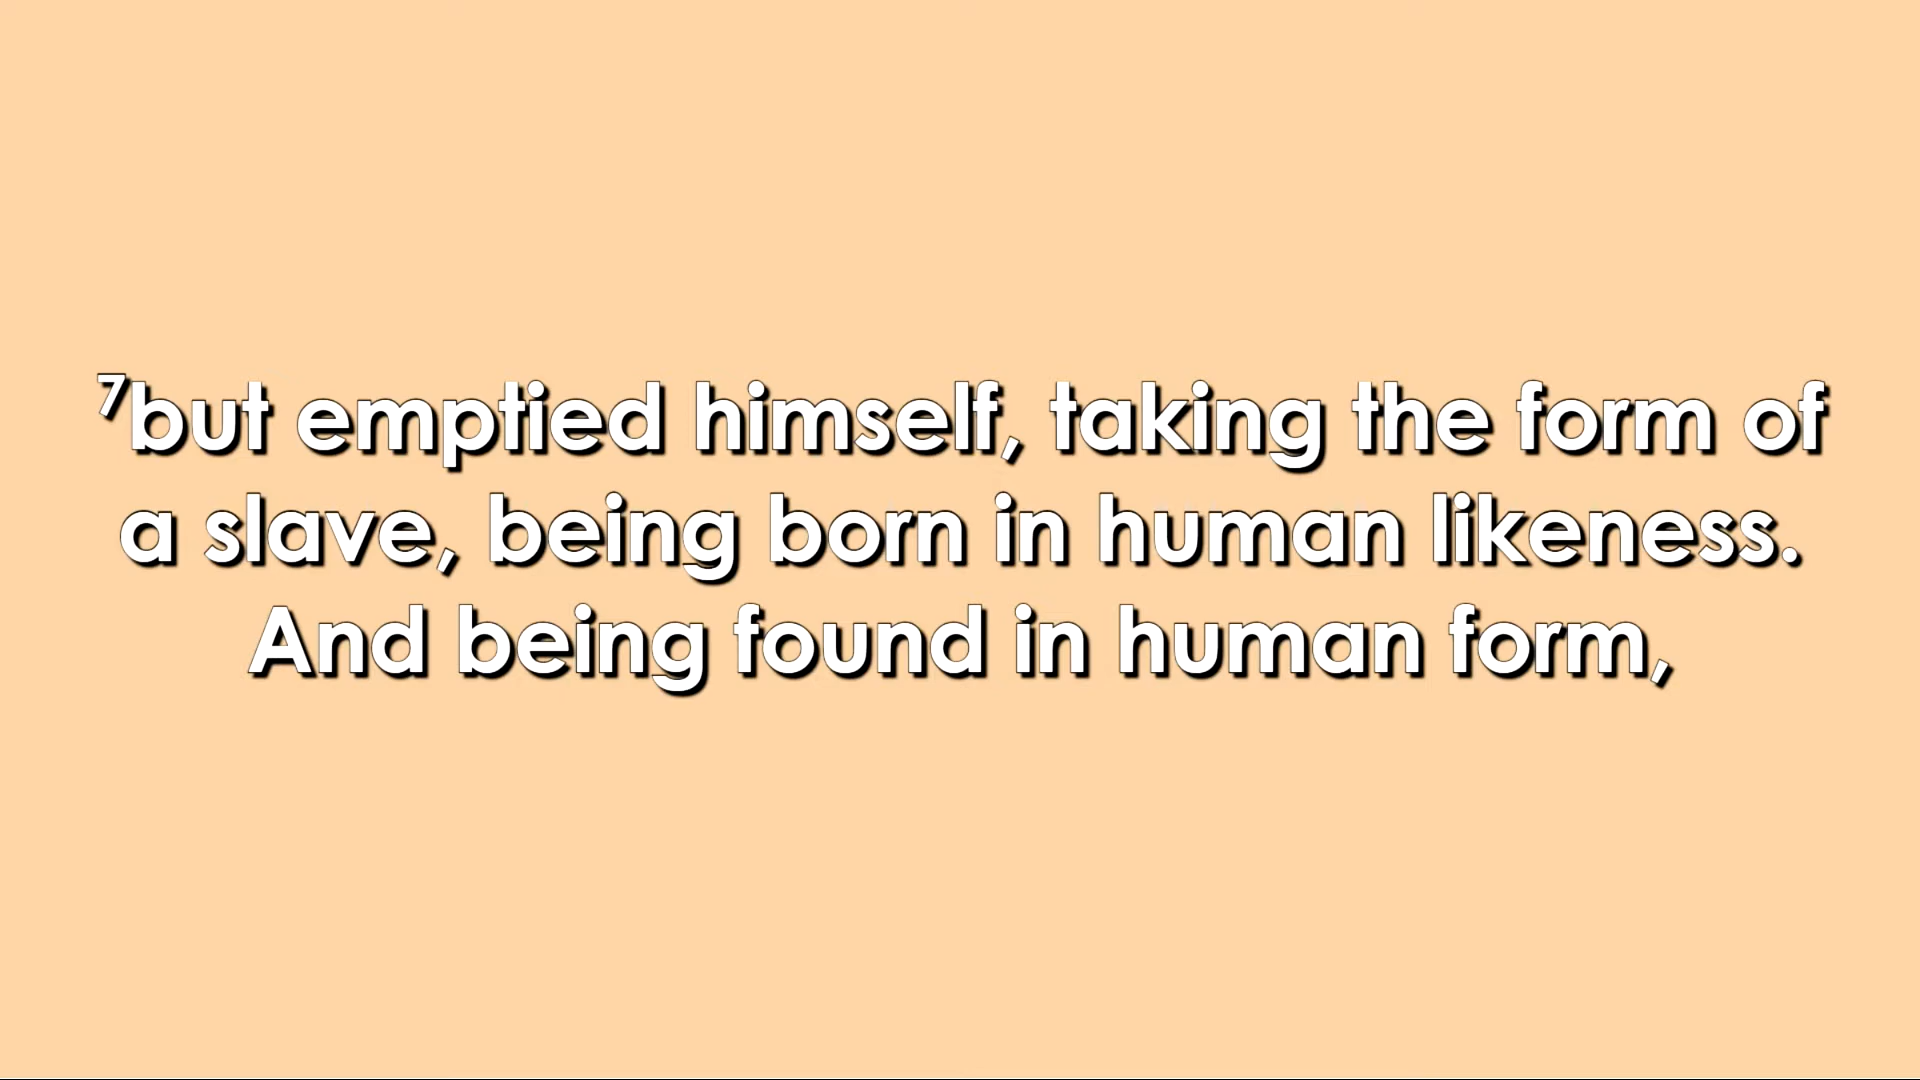 ⁷but emptied himself, taking the form of
a slave, being born in human likeness.
And being found in human form,